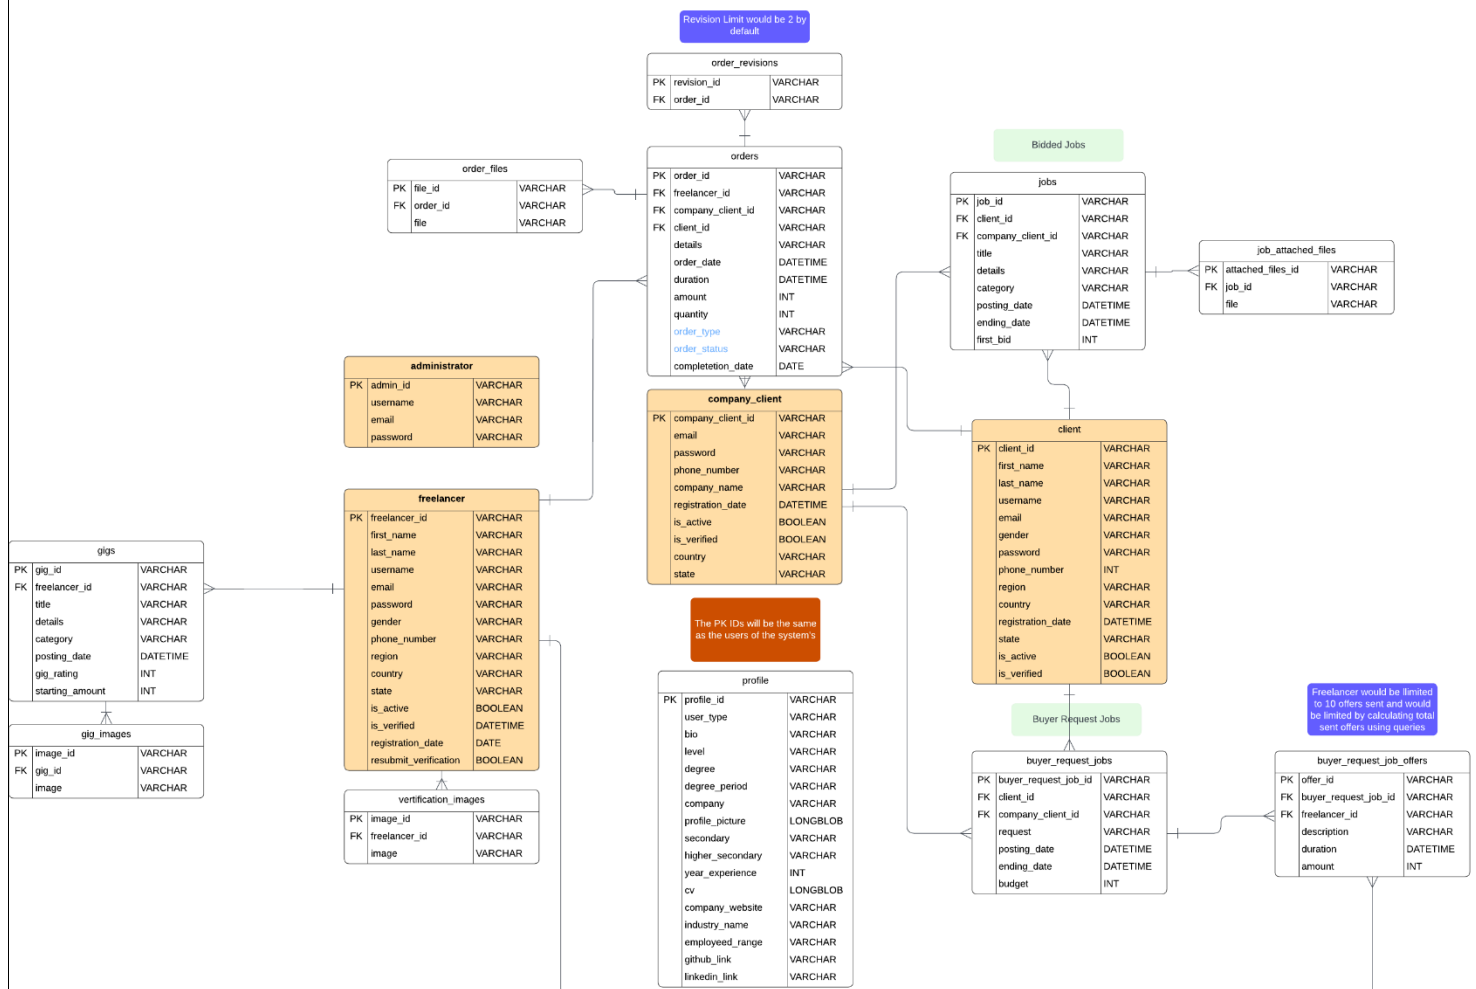 Revision Limit would be 2 by
default
order_revisions
PK revision_id VARCHAR
FK order_id VARCHAR
orders
PK order_id VARCHAR
FK freelancer_id VARCHAR
FK company_client_id VARCHAR
FK client_id VARCHAR
details VARCHAR
order_date DATETIME
duration DATETIME
amount INT
quantity INT
order_type VARCHAR
order_status VARCHAR
completetion_date DATE
order_files
PK file_id VARCHAR
FK order_id VARCHAR
file VARCHAR
Bidded Jobs
jobs
PK job_id VARCHAR
FK client_id VARCHAR
FK company_client_id VARCHAR
title VARCHAR
details VARCHAR
category VARCHAR
posting_date DATETIME
ending_date DATETIME
first_bid INT
job_attached_files
PK attached_files_id VARCHAR
FK job_id VARCHAR
file VARCHAR
administrator
PK admin_id VARCHAR
username VARCHAR
email VARCHAR
password VARCHAR
company_client
PK company_client_id VARCHAR
email VARCHAR
password VARCHAR
phone_number VARCHAR
company_name VARCHAR
registration_date DATETIME
is_active BOOLEAN
is_verified BOOLEAN
country VARCHAR
state VARCHAR
client
PK client_id VARCHAR
first_name VARCHAR
last_name VARCHAR
username VARCHAR
email VARCHAR
gender VARCHAR
password VARCHAR
phone_number INT
region VARCHAR
country VARCHAR
registration_date DATETIME
state VARCHAR
is_active BOOLEAN
is_verified BOOLEAN
freelancer
PK freelancer_id VARCHAR
first_name VARCHAR
last_name VARCHAR
username VARCHAR
email VARCHAR
password VARCHAR
gender VARCHAR
phone_number VARCHAR
region VARCHAR
country VARCHAR
state VARCHAR
is_active BOOLEAN
is_verified DATETIME
registration_date DATE
resubmit_verification BOOLEAN
gigs
PK gig_id VARCHAR
FK freelancer_id VARCHAR
title VARCHAR
details VARCHAR
category VARCHAR
posting_date DATETIME
gig_rating INT
starting_amount INT
gig_images
PK image_id VARCHAR
FK gig_id VARCHAR
image VARCHAR
vertification_images
PK image_id VARCHAR
FK freelancer_id VARCHAR
image VARCHAR
The PK IDs will be the same
as the users of the system's
profile
PK profile_id VARCHAR
user_type VARCHAR
bio VARCHAR
level VARCHAR
degree VARCHAR
degree_period VARCHAR
company VARCHAR
profile_picture LONGBLOB
secondary VARCHAR
higher_secondary VARCHAR
year_experience INT
cv LONGBLOB
company_website VARCHAR
industry_name VARCHAR
employeed_range VARCHAR
github_link VARCHAR
linkedin_link VARCHAR
Buyer Request Jobs
buyer_request_jobs
PK buyer_request_job_id VARCHAR
FK client_id VARCHAR
FK company_client_id VARCHAR
request VARCHAR
posting_date DATETIME
ending_date DATETIME
budget INT
Freelancer would be llimited
to 10 offers sent and would
be limited by calculating total
sent offers using queries
buyer_request_job_offers
PK offer_id VARCHAR
FK buyer_request_job_id VARCHAR
FK freelancer_id VARCHAR
description VARCHAR
duration DATETIME
amount INT